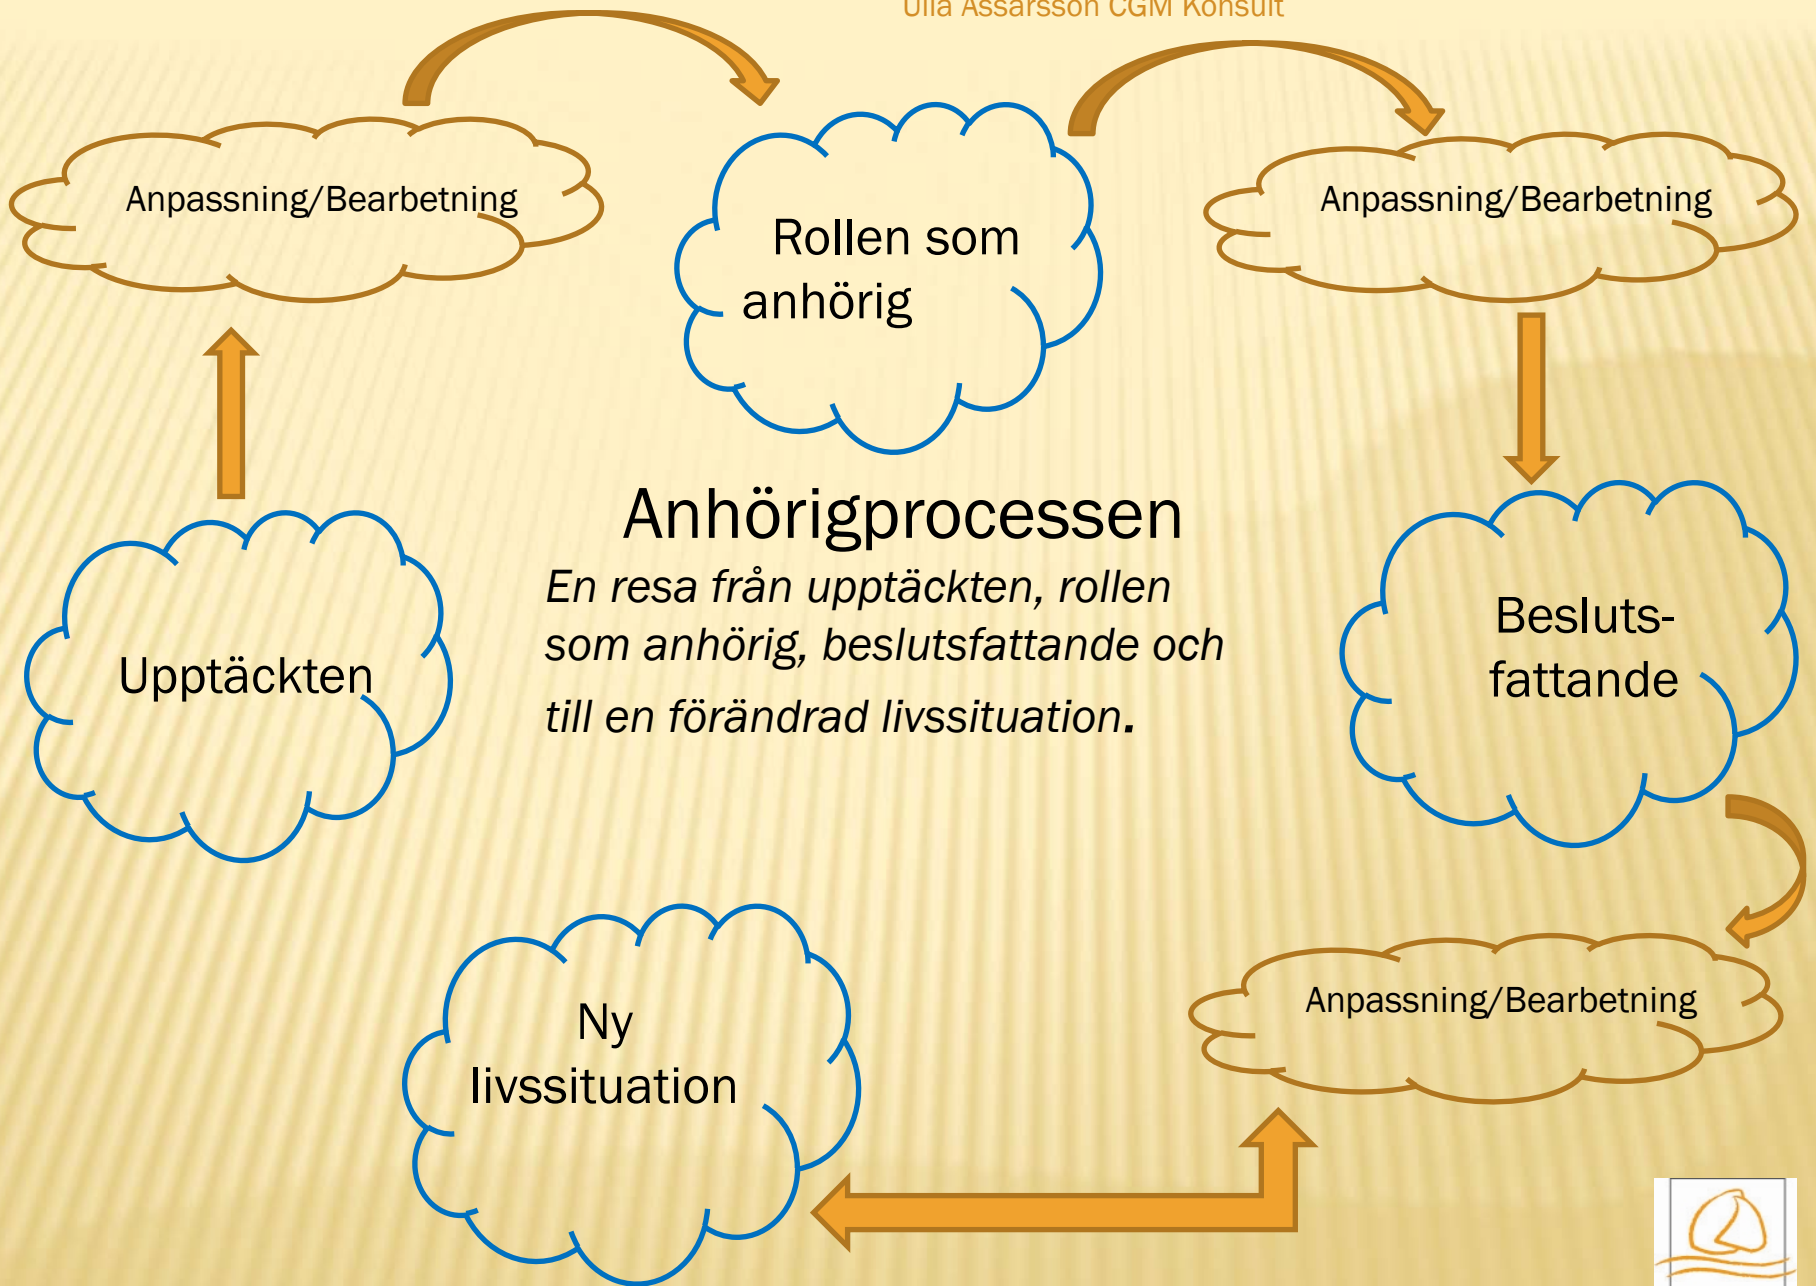 Ulla Assarsson CGM Konsult
Anpassning/Bearbetning
Rollen som
anhörig
Anpassning/Bearbetning
Anhörigprocessen
En resa från upptäckten, rollen
som anhörig, beslutsfattande och
till en förändrad livssituation.
Upptäckten
Besluts-
fattande
Anpassning/Bearbetning
Ny
livssituation